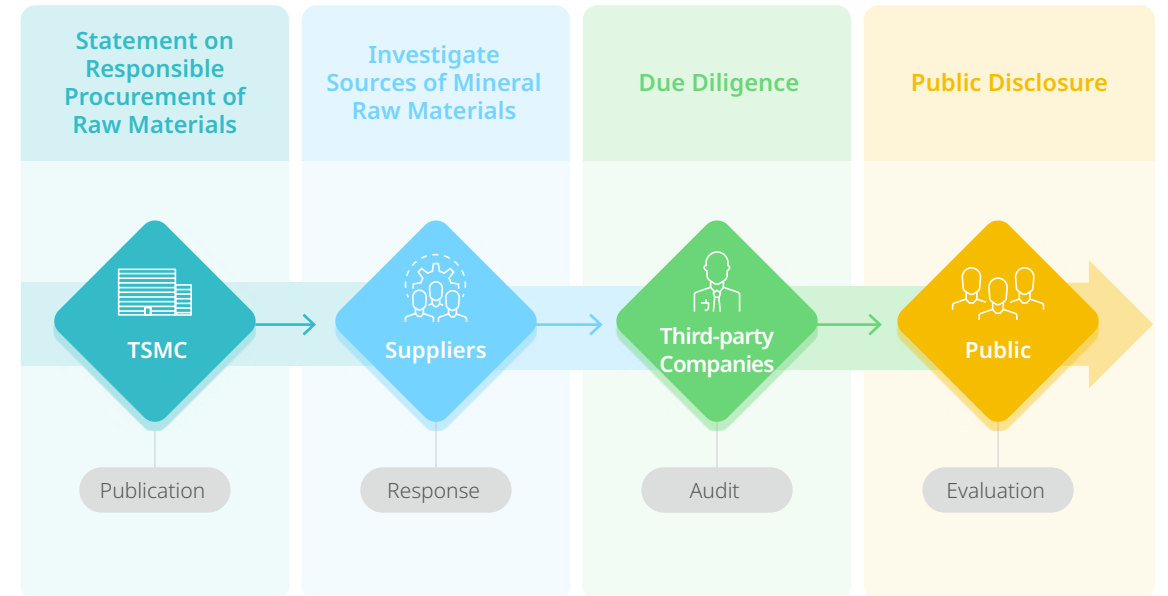 Statement on
Responsible
Procurement of
Raw Materials
Investigate
Sources of Mineral
Raw Materials
Due Diligence
Public Disclosure
TSMC
Suppliers
Third-party
Companies
Public
Publication
Response
Audit
Evaluation